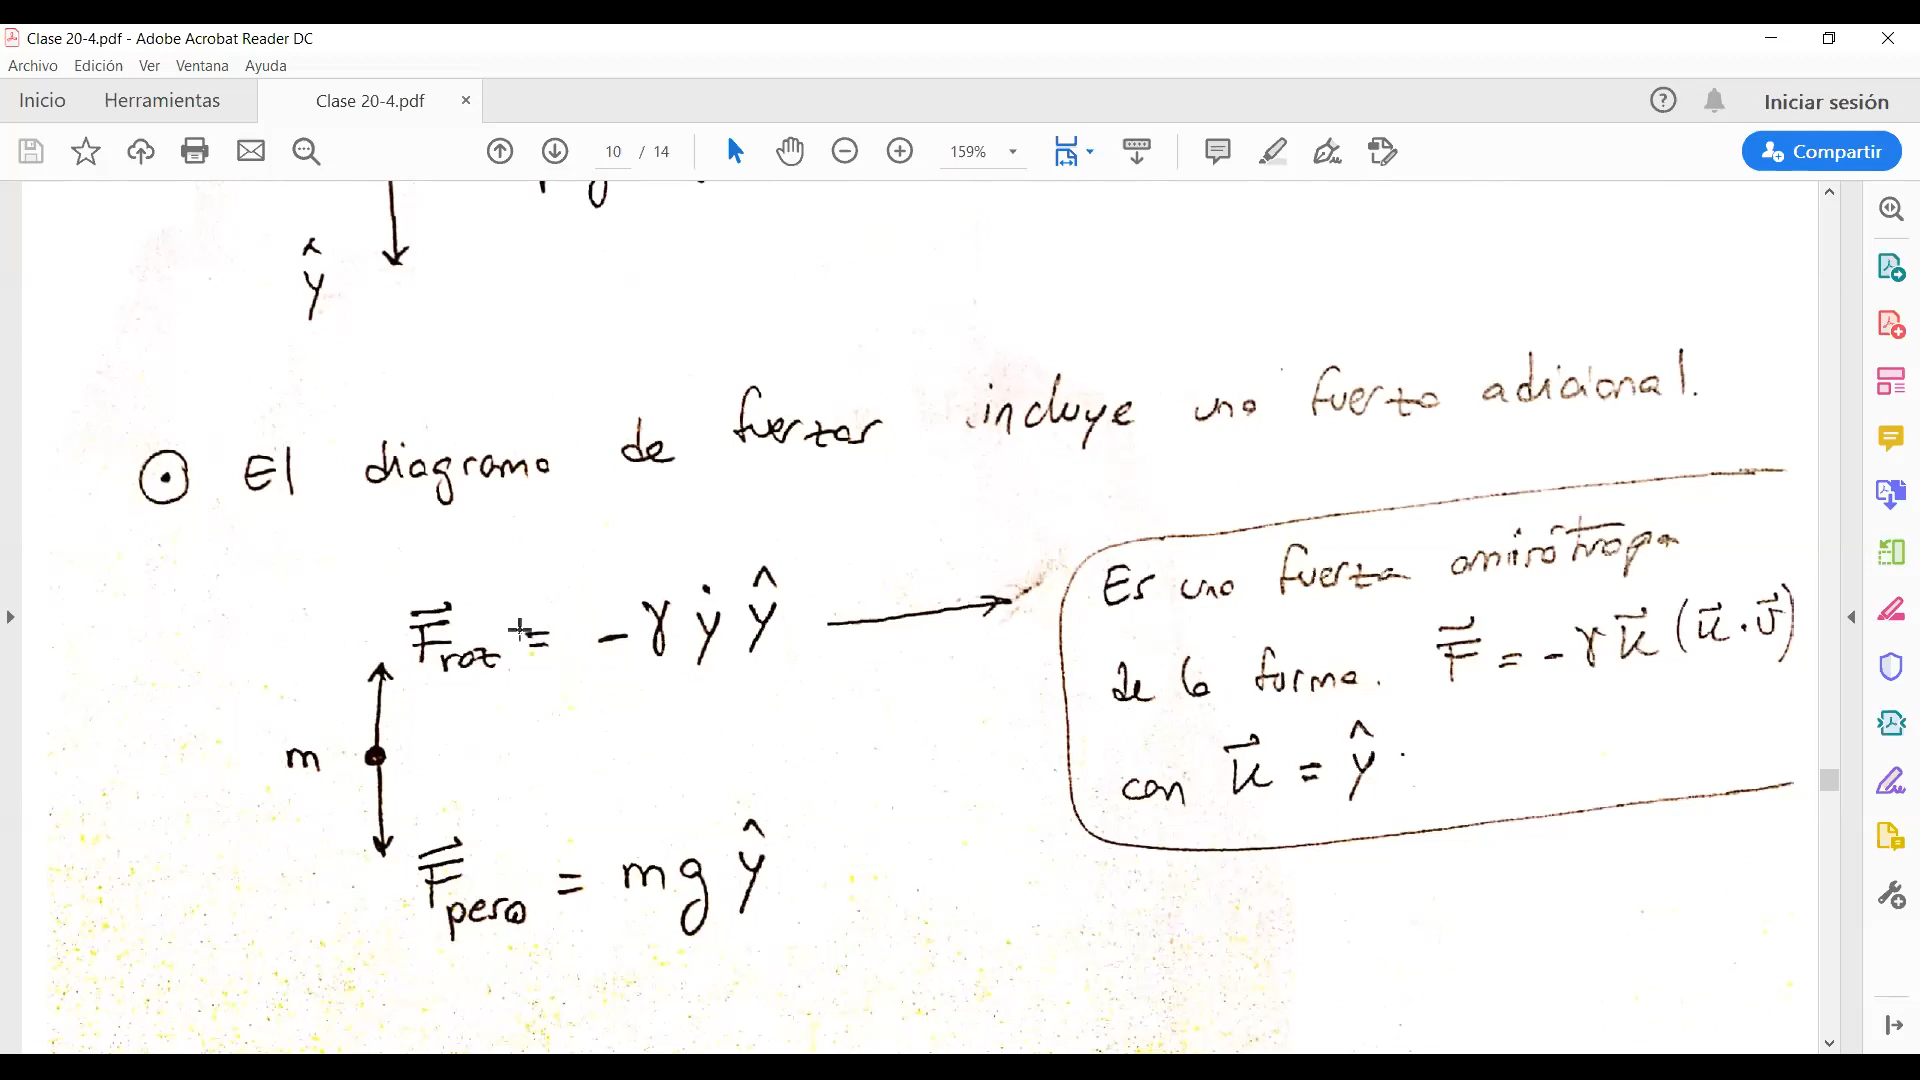 Clase 20-4.pdf - Adobe Acrobat Reader DC
Archivo Edición Ver Ventana Ayuda
Inicio Herramientas Clase 20-4.pdf × Iniciar sesión
10 / 14 159% Compartir
ŷ
⊙ El diagrama de fuerzas incluye una fuerza adicional.
F⃗roz = - γ ẏ ŷ
Es una fuerza anisótropa
de la forma. F⃗ = - γ u⃗ (u⃗ · v⃗)
con u⃗ = ŷ.
m
F⃗peso = m g ŷ